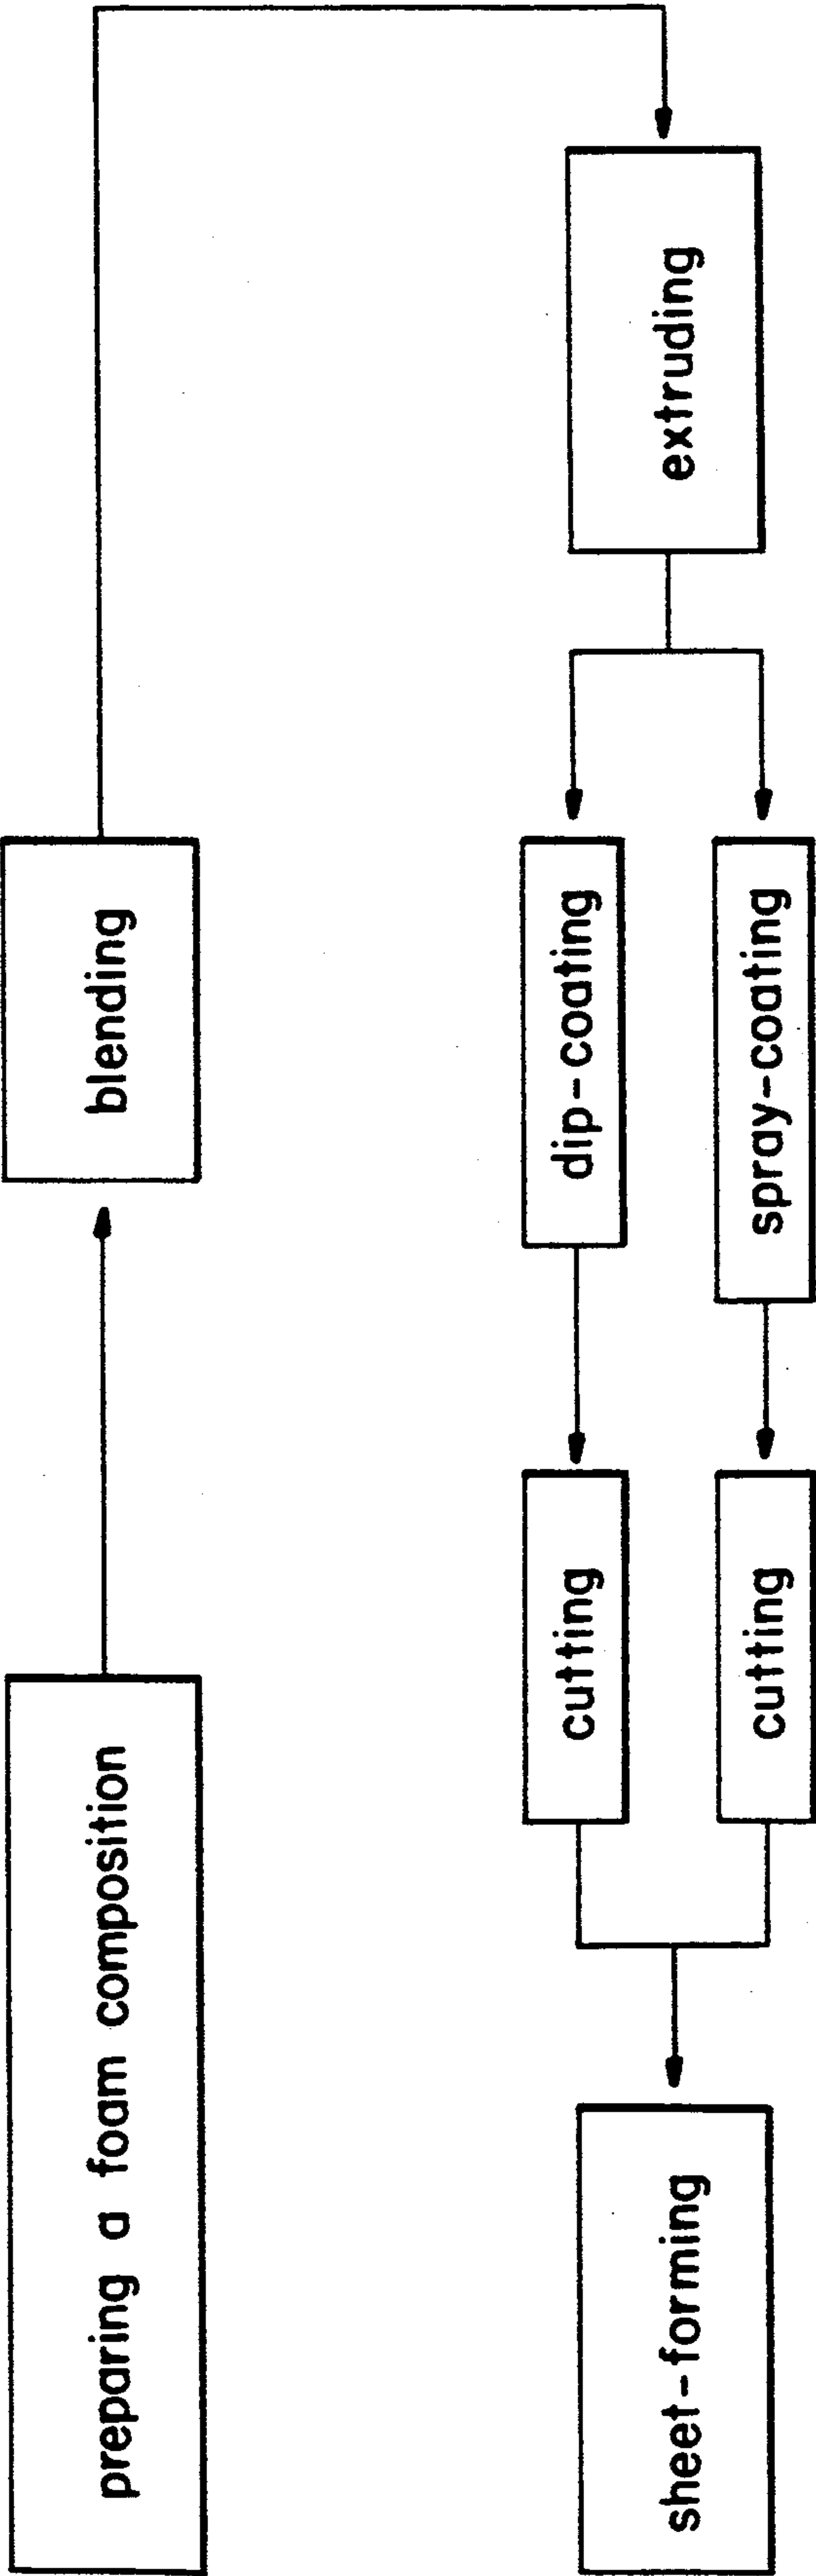 preparing a foam composition
blending
extruding
dip-coating
spray-coating
cutting
cutting
sheet-forming